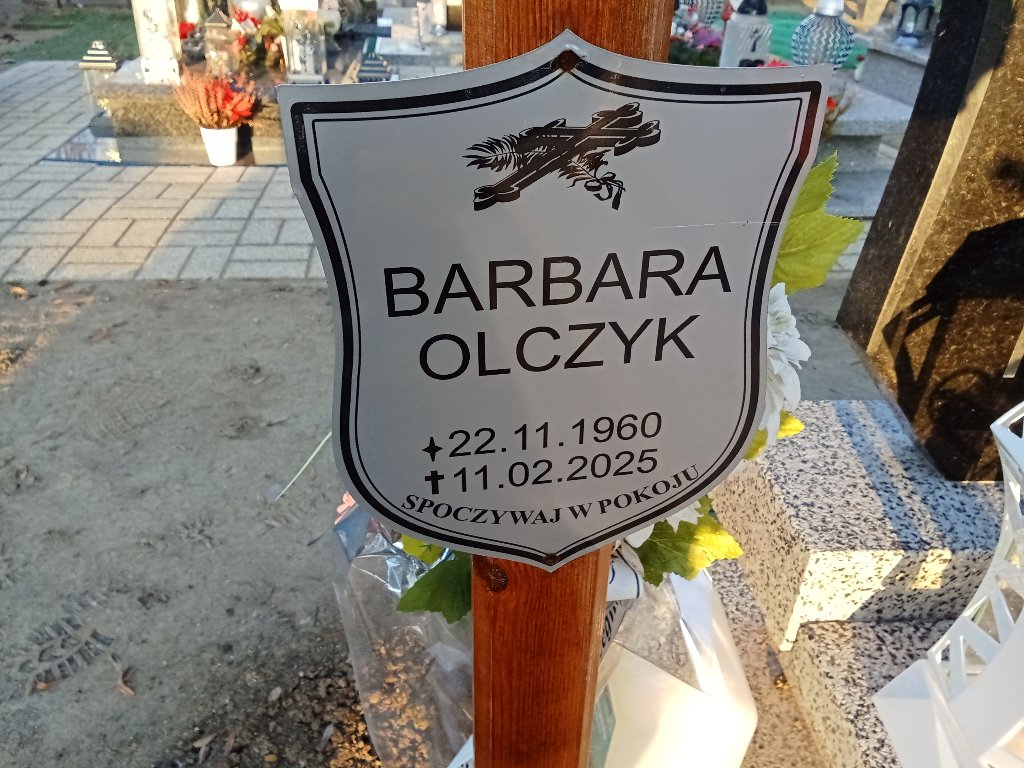 BARBARA
OLCZYK
22.11.1960
11.02.2025
SPOCZYWAJ W POKOJU